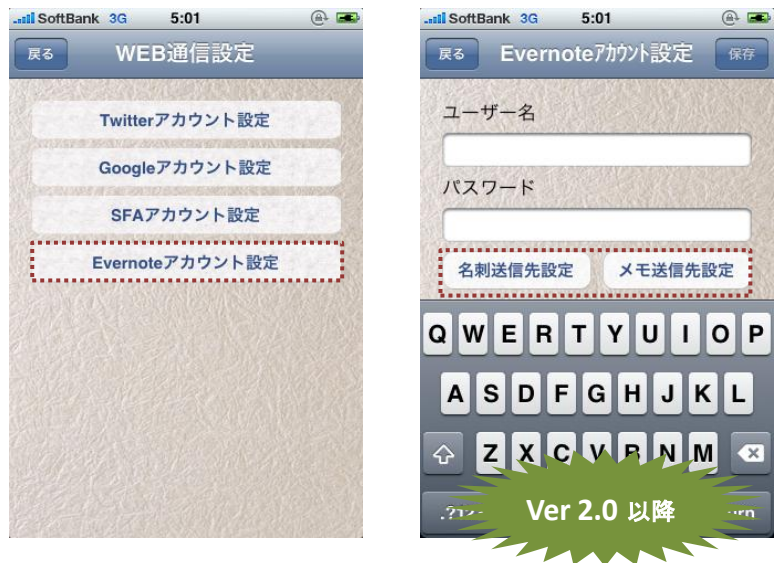 SoftBank 3G 5:01
戻る WEB通信設定
Twitterアカウント設定
Googleアカウント設定
SFAアカウント設定
Evernoteアカウント設定
SoftBank 3G 5:01
戻る Evernoteアカウント設定 保存
ユーザー名
パスワード
名刺送信先設定 メモ送信先設定
Q W E R T Y U I O P
A S D F G H J K L
Z X C V B N M
Ver 2.0 以降